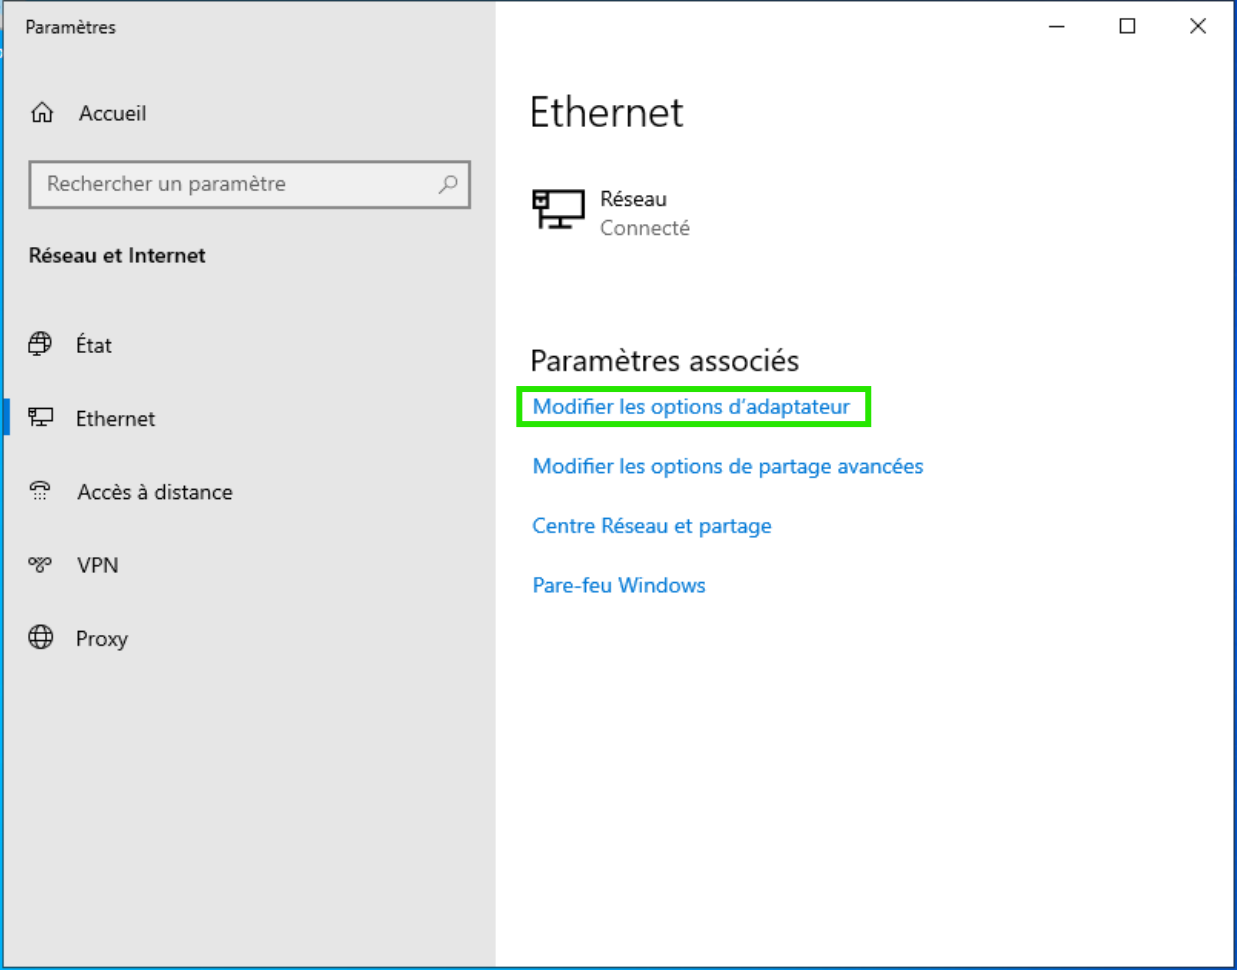 Paramètres
Accueil
Rechercher un paramètre
Réseau et Internet
État
Ethernet
Accès à distance
VPN
Proxy
Ethernet
Réseau
Connecté
Paramètres associés
Modifier les options d’adaptateur
Modifier les options de partage avancées
Centre Réseau et partage
Pare-feu Windows